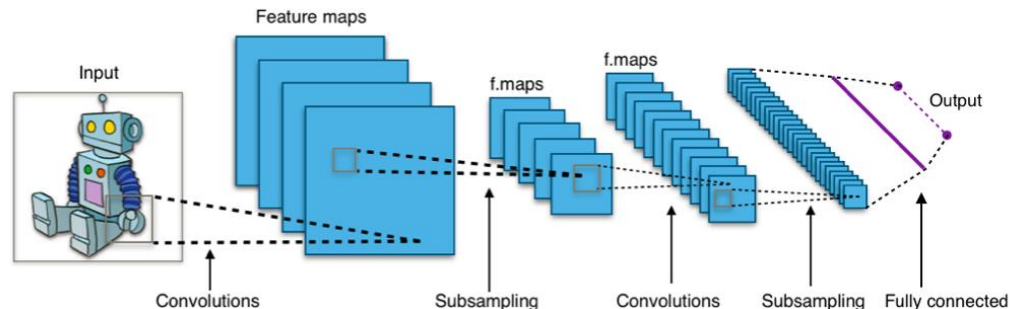 Feature maps
Input
f.maps
f.maps
Output
Convolutions
Subsampling
Convolutions
Subsampling
Fully connected